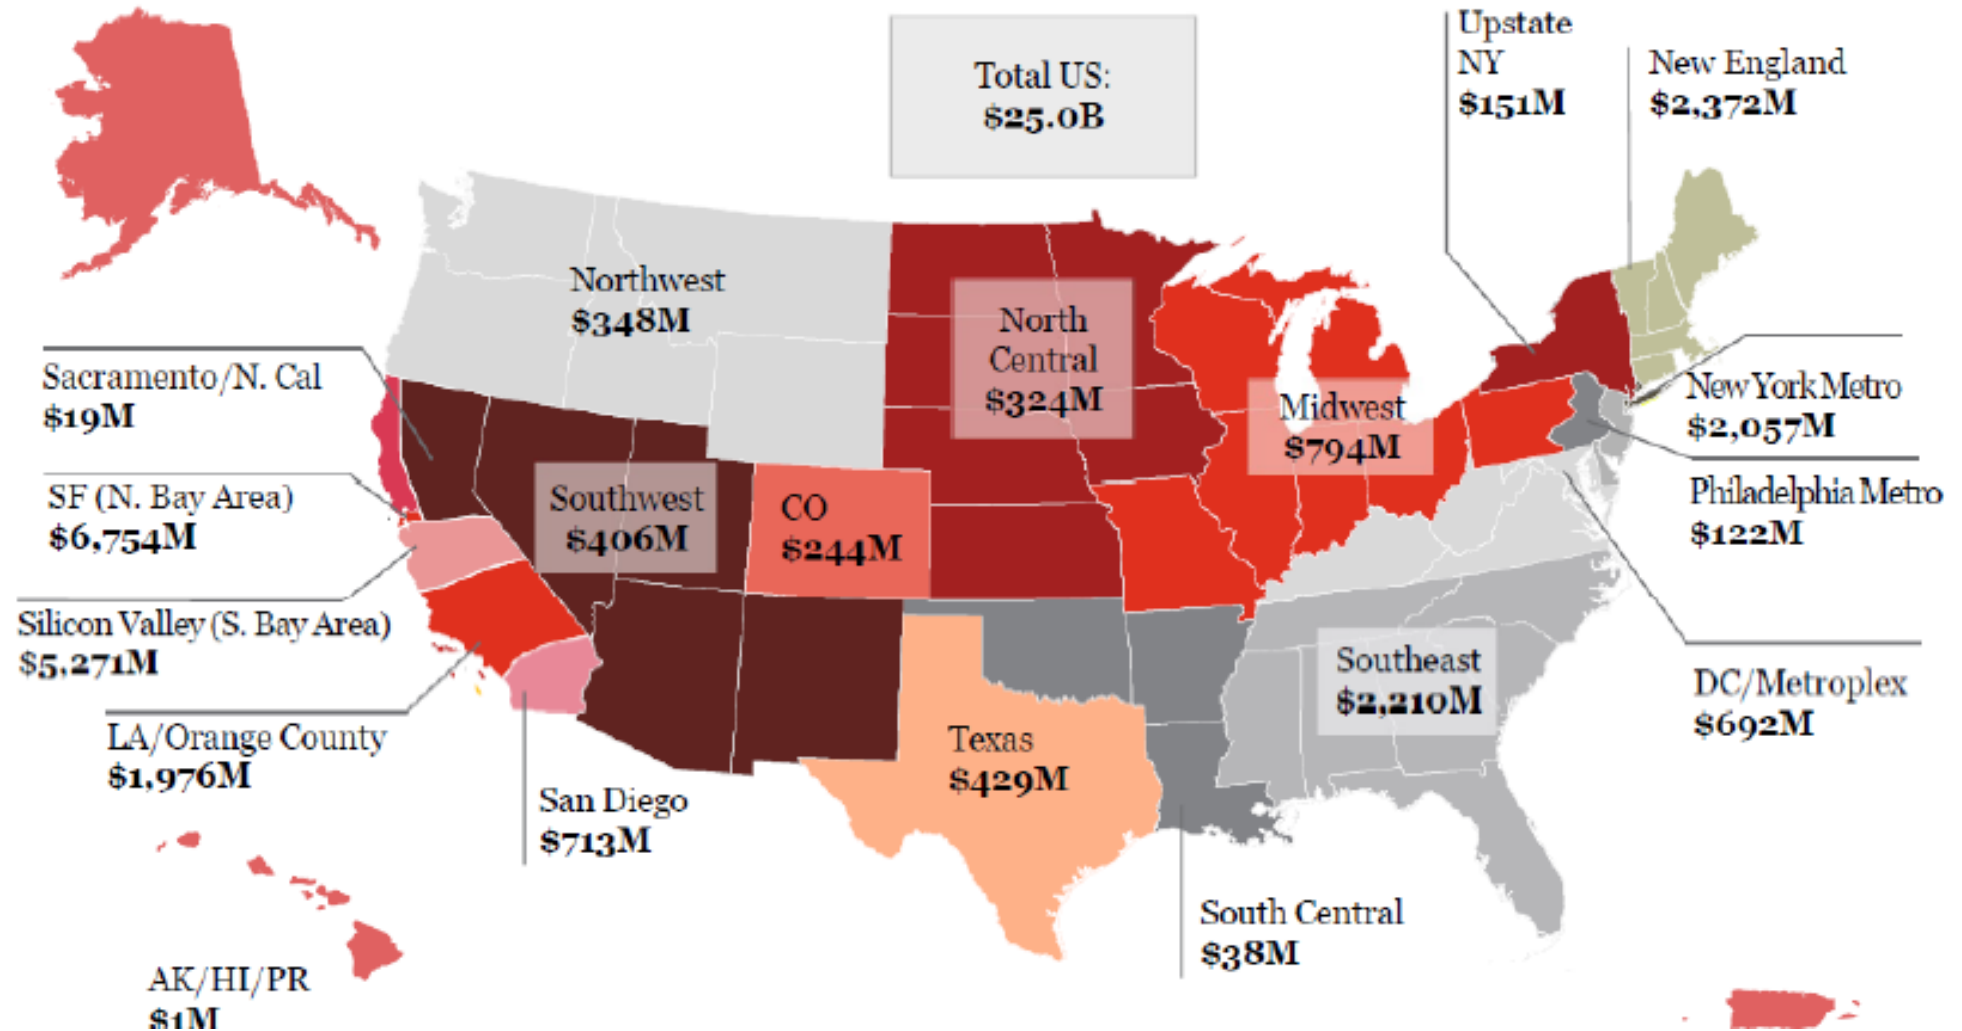 Total US:
$25.0B
Upstate
NY
$151M
New England
$2,372M
Northwest
$348M
North
Central
$324M
Midwest
$794M
New York Metro
$2,057M
Philadelphia Metro
$122M
Sacramento/N. Cal
$19M
SF (N. Bay Area)
$6,754M
Silicon Valley (S. Bay Area)
$5,271M
LA/Orange County
$1,976M
San Diego
$713M
Southwest
$406M
CO
$244M
Texas
$429M
Southeast
$2,210M
DC/Metroplex
$692M
South Central
$38M
AK/HI/PR
$1M